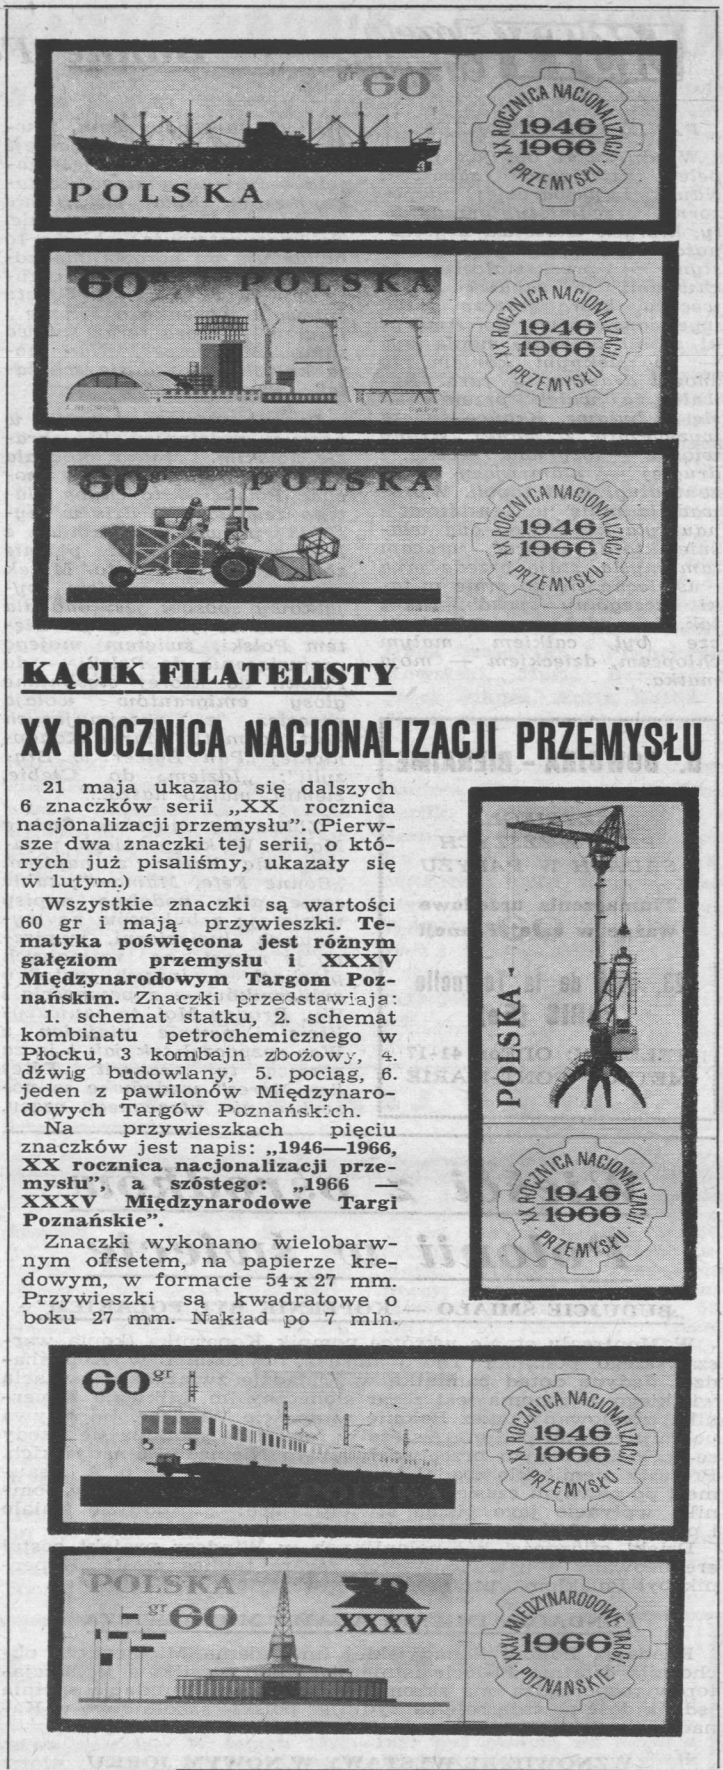 gr 60
POLSKA
XX ROCZNICA NACJONALIZACJI
1946
1966
PRZEMYSŁU
60 gr POLSKA
XX ROCZNICA NACJONALIZACJI
1946
1966
PRZEMYSŁU
60 gr POLSKA
XX ROCZNICA NACJONALIZACJI
1946
1966
PRZEMYSŁU
KĄCIK FILATELISTY
XX ROCZNICA NACJONALIZACJI PRZEMYSŁU
21 maja ukazało się dalszych
6 znaczków serii „XX rocznica
nacjonalizacji przemysłu”. (Pierw-
sze dwa znaczki tej serii, o któ-
rych już pisaliśmy, ukazały się
w lutym.)
Wszystkie znaczki są wartości
60 gr i mają przywieszki. Te-
matyka poświęcona jest różnym
gałęziom przemysłu i XXXV
Międzynarodowym Targom Poz-
nańskim. Znaczki przedstawiają:
1. schemat statku, 2. schemat
kombinatu petrochemicznego w
Płocku, 3 kombajn zbożowy, 4.
dźwig budowlany, 5. pociąg, 6.
jeden z pawilonów Międzynaro-
dowych Targów Poznańskich.
Na przywieszkach pięciu
znaczków jest napis: „1946—1966,
XX rocznica nacjonalizacji prze-
mysłu”, a szóstego: „1966 —
XXXV Międzynarodowe Targi
Poznańskie”.
Znaczki wykonano wielobarw-
nym offsetem, na papierze kre-
dowym, w formacie 54 x 27 mm.
Przywieszki są kwadratowe o
boku 27 mm. Nakład po 7 mln.
POLSKA
XX ROCZNICA NACJONALIZACJI
1946
1966
PRZEMYSŁU
60 gr
POLSKA
XX ROCZNICA NACJONALIZACJI
1946
1966
PRZEMYSŁU
POLSKA
gr 60
XXXV
XXXV MIĘDZYNARODOWE TARGI
1966
POZNAŃSKIE